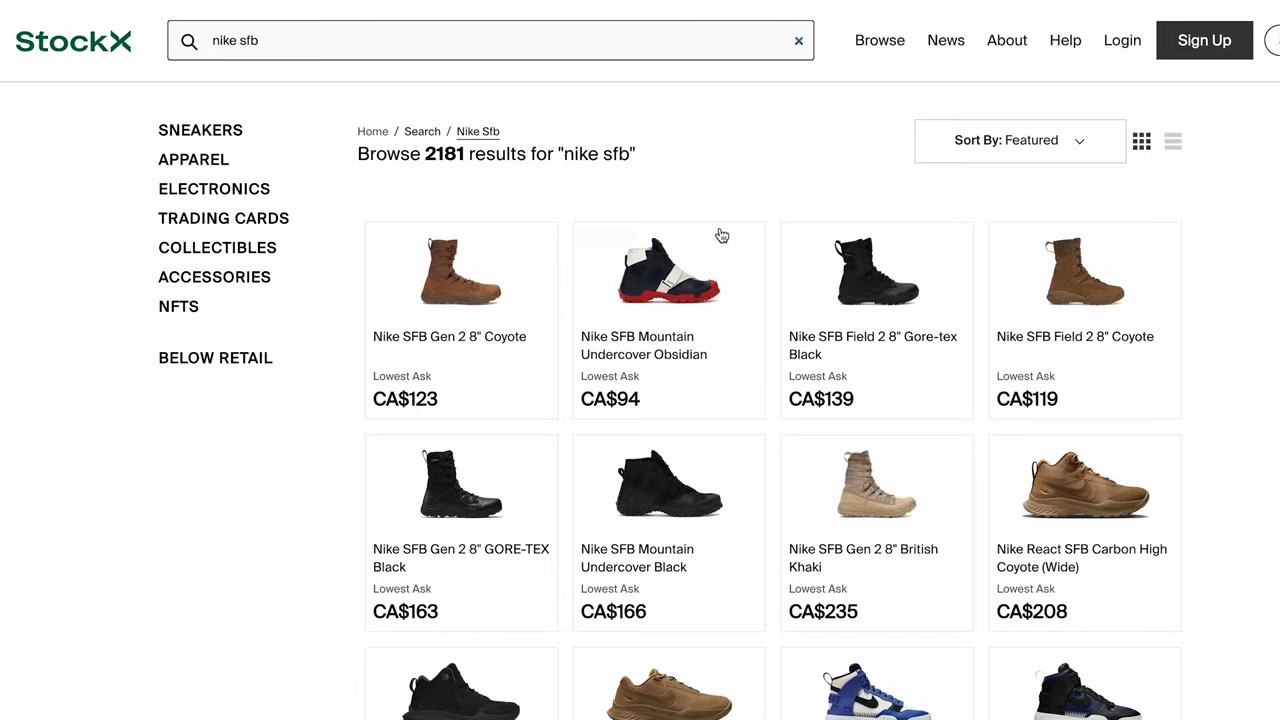 StockX
nike sfb
Browse
News
About
Help
Login
Sign Up
SNEAKERS
APPAREL
ELECTRONICS
TRADING CARDS
COLLECTIBLES
ACCESSORIES
NFTS
BELOW RETAIL
Home / Search / Nike Sfb
Browse 2181 results for "nike sfb"
Sort By: Featured
Nike SFB Gen 2 8" Coyote
Lowest Ask
CA$123
Nike SFB Mountain
Undercover Obsidian
Lowest Ask
CA$94
Nike SFB Field 2 8" Gore-tex
Black
Lowest Ask
CA$139
Nike SFB Field 2 8" Coyote
Lowest Ask
CA$119
Nike SFB Gen 2 8" GORE-TEX
Black
Lowest Ask
CA$163
Nike SFB Mountain
Undercover Black
Lowest Ask
CA$166
Nike SFB Gen 2 8" British
Khaki
Lowest Ask
CA$235
Nike React SFB Carbon High
Coyote (Wide)
Lowest Ask
CA$208